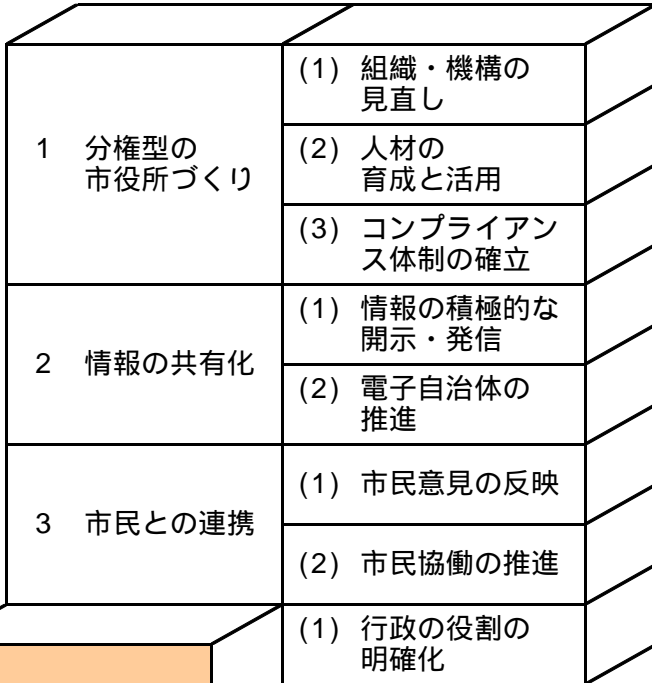 1 分権型の
市役所づくり
(1) 組織・機構の
見直し
(2) 人材の
育成と活用
(3) コンプライアン
ス体制の確立
2 情報の共有化
(1) 情報の積極的な
開示・発信
(2) 電子自治体の
推進
3 市民との連携
(1) 市民意見の反映
(2) 市民協働の推進
(1) 行政の役割の
明確化